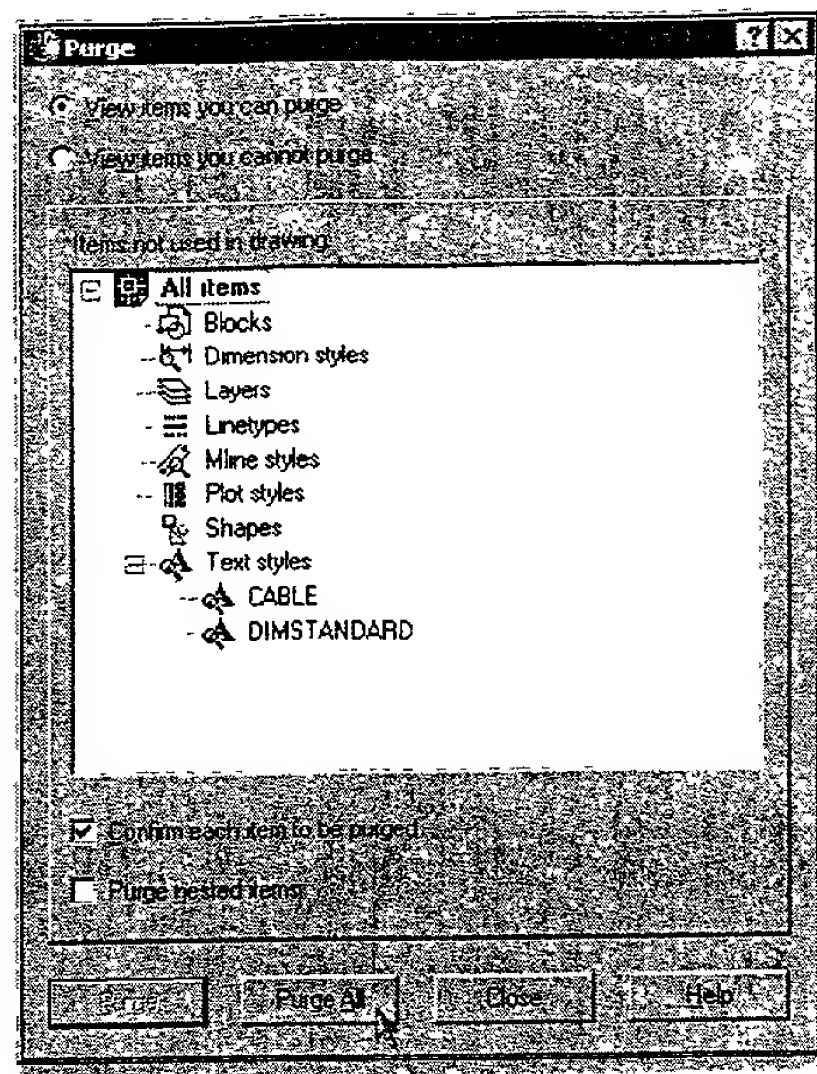 Purge
View items you can purge
View items you cannot purge
Items not used in drawing:
All items
Blocks
Dimension styles
Layers
Linetypes
Mline styles
Plot styles
Shapes
Text styles
CABLE
DIMSTANDARD
Confirm each item to be purged
Purge nested items
Purge Purge All Close Help